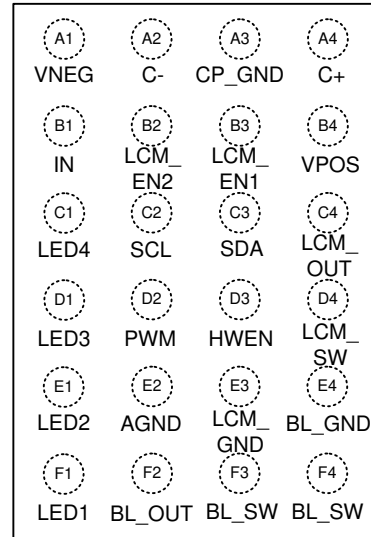 A1 A2 A3 A4
VNEG C- CP_GND C+
B1 B2 B3 B4
IN LCM_ LCM_ VPOS
EN2 EN1
C1 C2 C3 C4
LED4 SCL SDA LCM_
OUT
D1 D2 D3 D4
LED3 PWM HWEN LCM_
SW
E1 E2 E3 E4
LED2 AGND LCM_ BL_GND
GND
F1 F2 F3 F4
LED1 BL_OUT BL_SW BL_SW